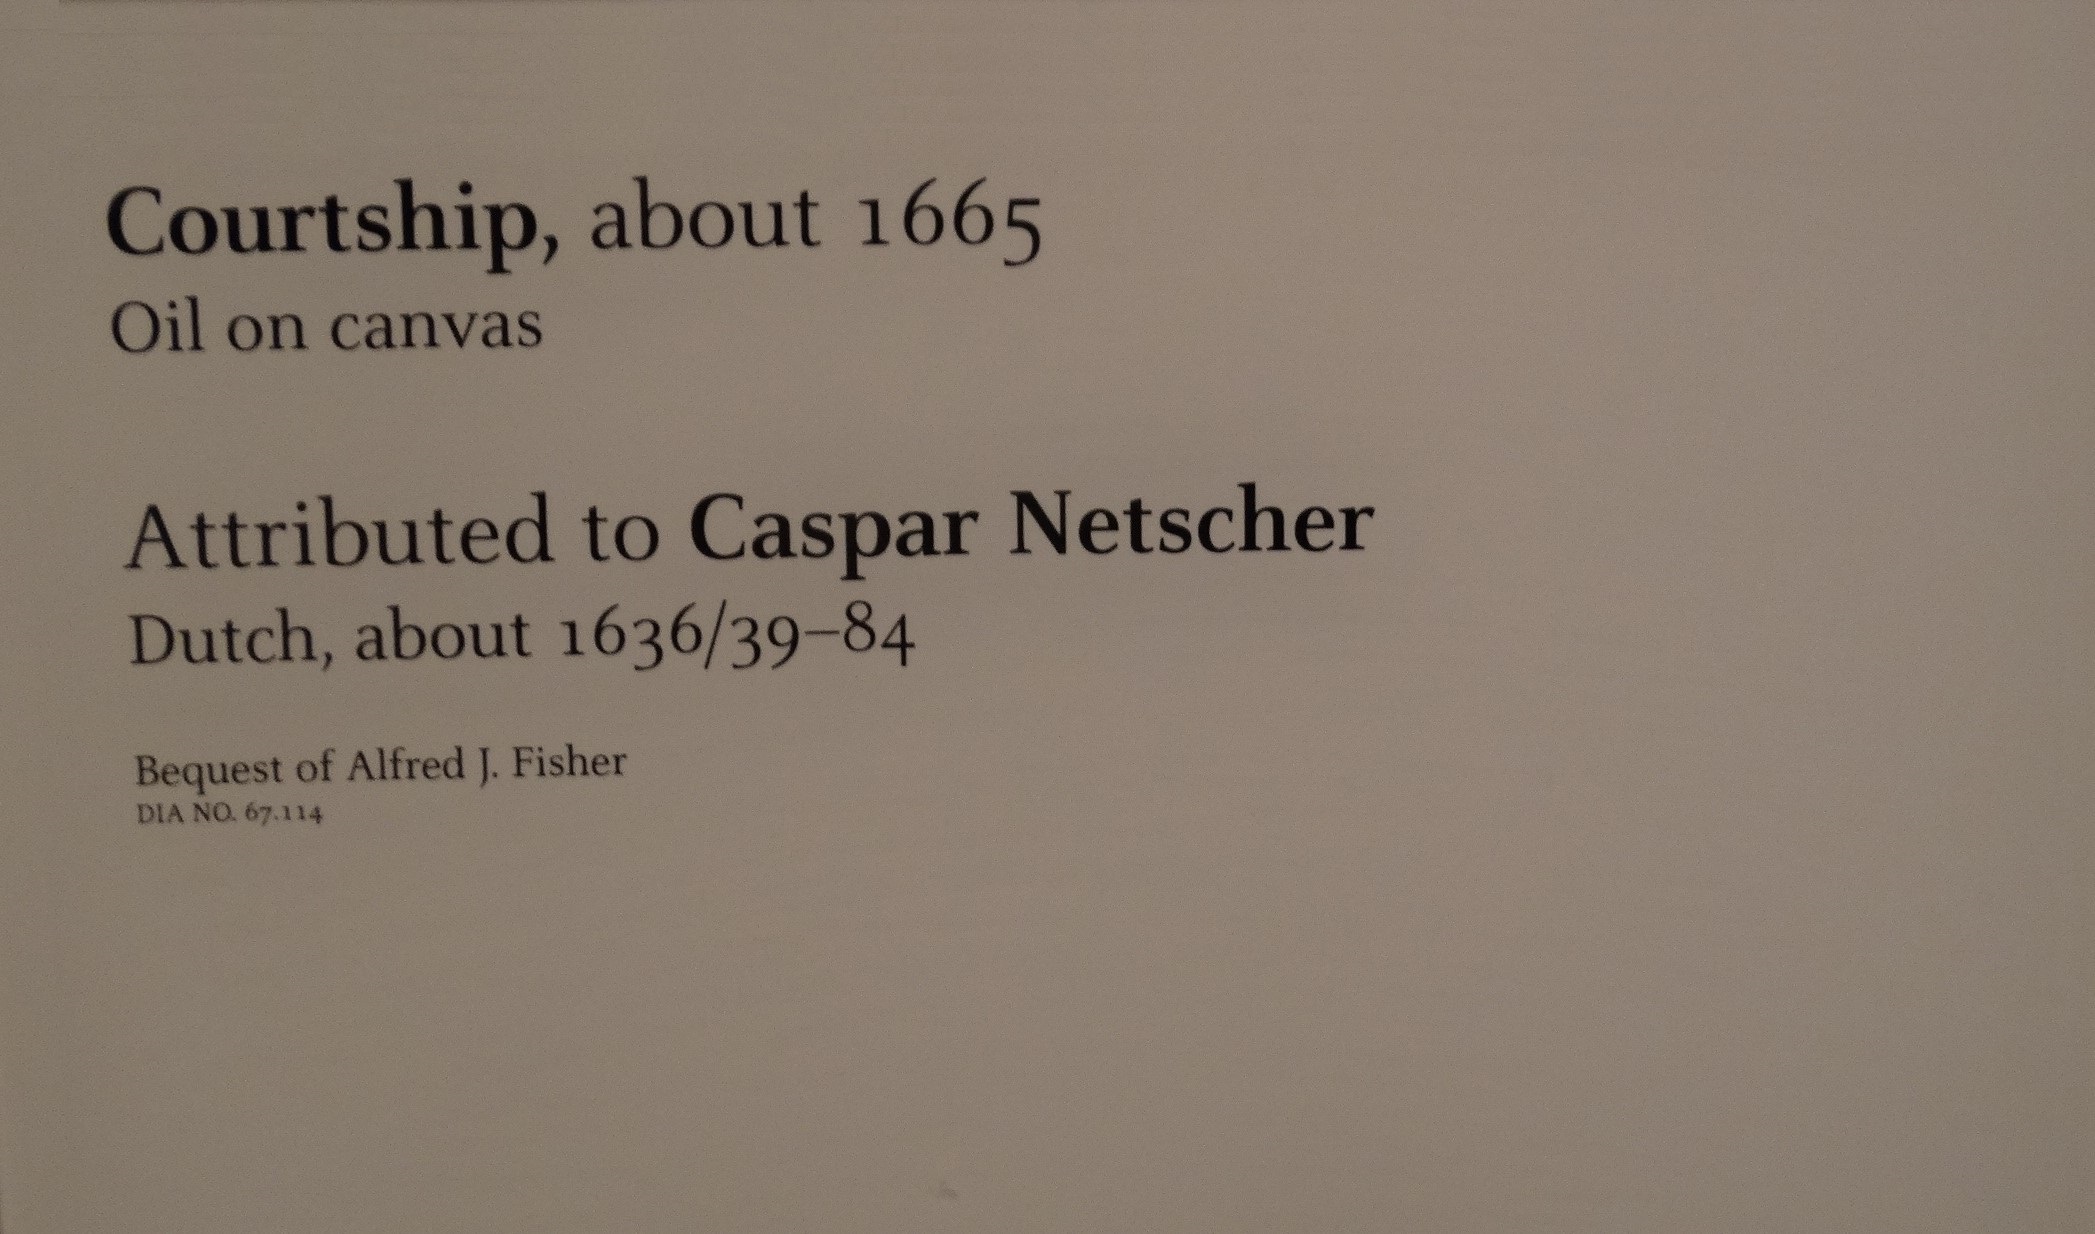 Courtship, about 1665
Oil on canvas
Attributed to Caspar Netscher
Dutch, about 1636/39–84
Bequest of Alfred J. Fisher
DIA NO. 67.114